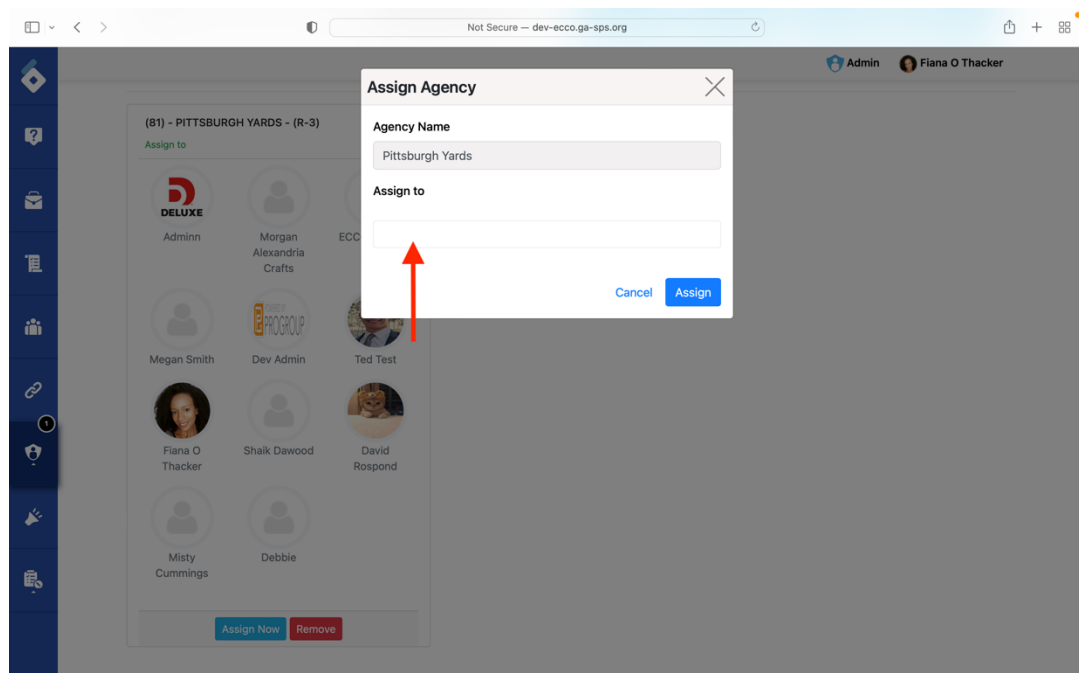 Not Secure — dev-ecco.ga-sps.org
Admin
Fiana O Thacker
Assign Agency
Agency Name
Pittsburgh Yards
Assign to
Cancel
Assign
(81) - PITTSBURGH YARDS - (R-3)
Assign to
DELUXE
Adminn
Morgan
Alexandria
Crafts
ECC
PROGROUP
Megan Smith
Dev Admin
Ted Test
Fiana O
Thacker
Shaik Dawood
David
Rospond
Misty
Cummings
Debbie
Assign Now
Remove
1